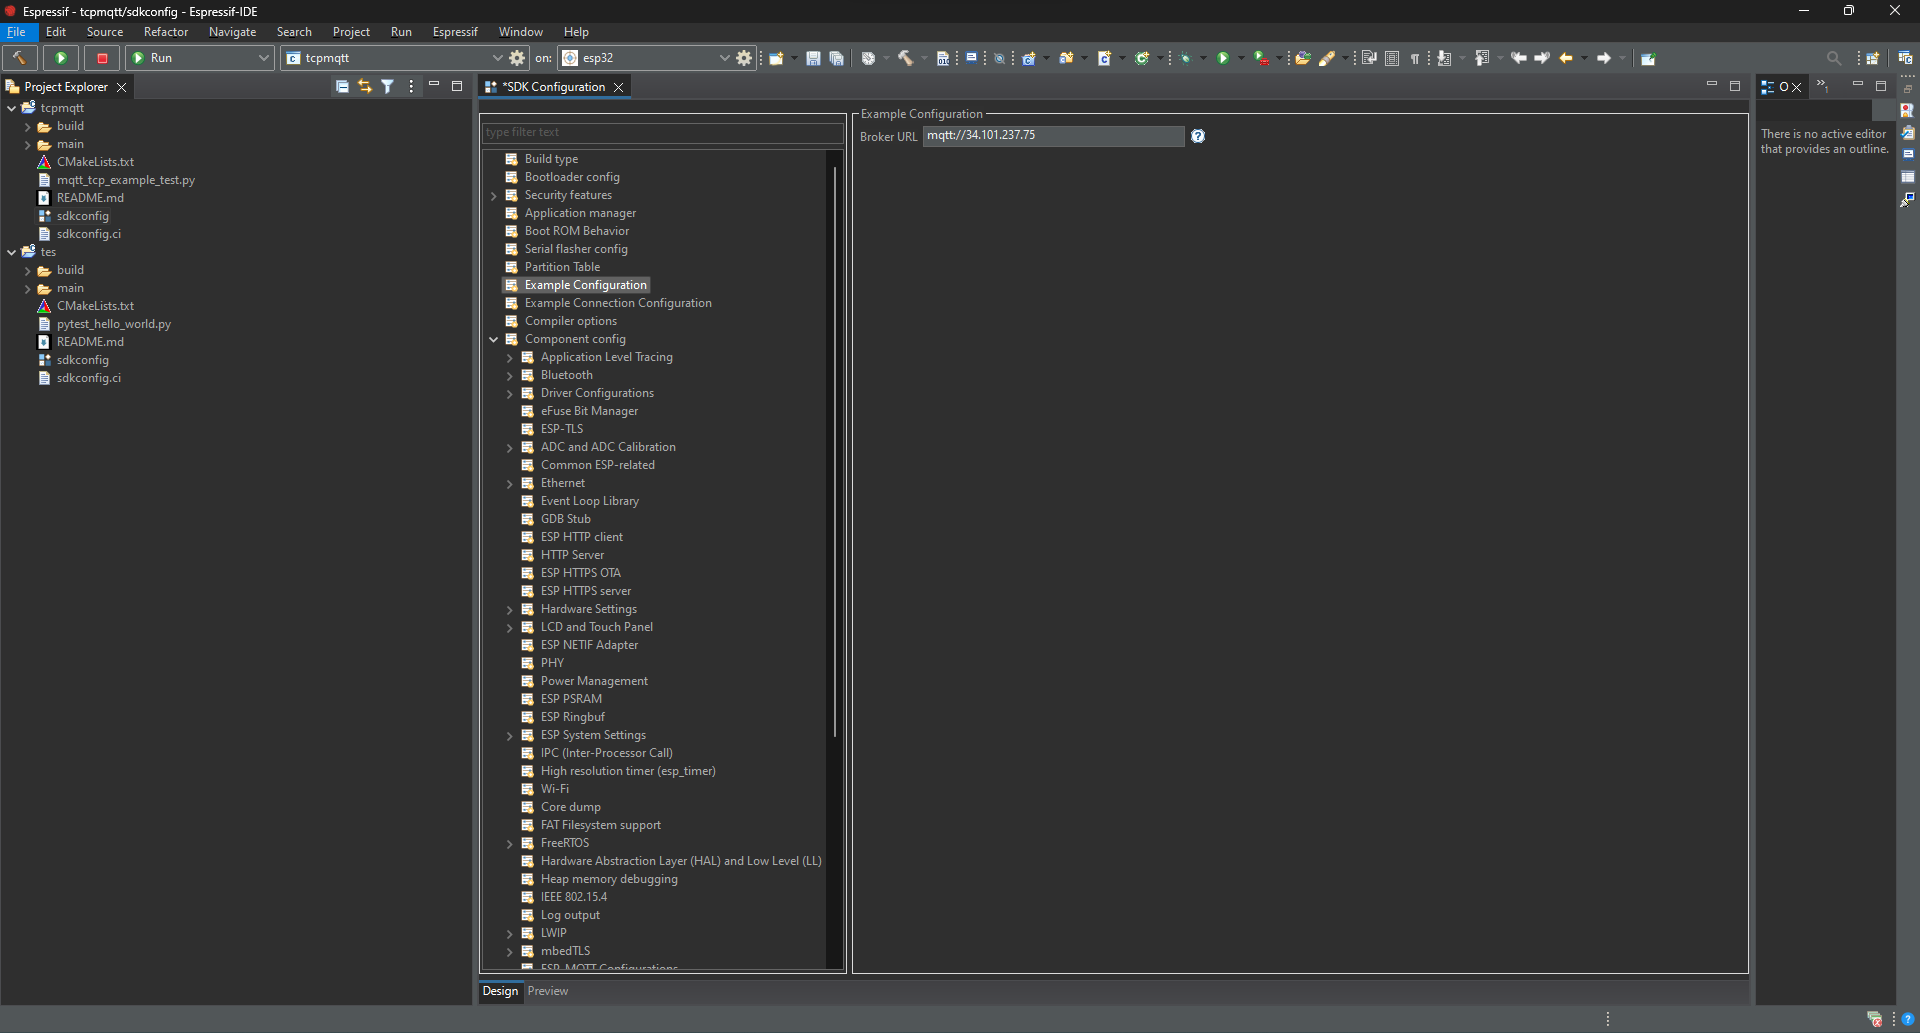 Espressif - tcpmqtt/sdkconfig - Espressif-IDE
File Edit Source Refactor Navigate Search Project Run Espressif Window Help
Run tcpmqtt on: esp32
Project Explorer
tcpmqtt
build
main
CMakeLists.txt
mqtt_tcp_example_test.py
README.md
sdkconfig
sdkconfig.ci
tes
build
main
CMakeLists.txt
pytest_hello_world.py
README.md
sdkconfig
sdkconfig.ci
*SDK Configuration
type filter text
Build type
Bootloader config
Security features
Application manager
Boot ROM Behavior
Serial flasher config
Partition Table
Example Configuration
Example Connection Configuration
Compiler options
Component config
Application Level Tracing
Bluetooth
Driver Configurations
eFuse Bit Manager
ESP-TLS
ADC and ADC Calibration
Common ESP-related
Ethernet
Event Loop Library
GDB Stub
ESP HTTP client
HTTP Server
ESP HTTPS OTA
ESP HTTPS server
Hardware Settings
LCD and Touch Panel
ESP NETIF Adapter
PHY
Power Management
ESP PSRAM
ESP Ringbuf
ESP System Settings
IPC (Inter-Processor Call)
High resolution timer (esp_timer)
Wi-Fi
Core dump
FAT Filesystem support
FreeRTOS
Hardware Abstraction Layer (HAL) and Low Level (LL)
Heap memory debugging
IEEE 802.15.4
Log output
LWIP
mbedTLS
ESP-MQTT Configurations
Design Preview
Example Configuration
Broker URL mqtt://34.101.237.75
O
There is no active editor
that provides an outline.